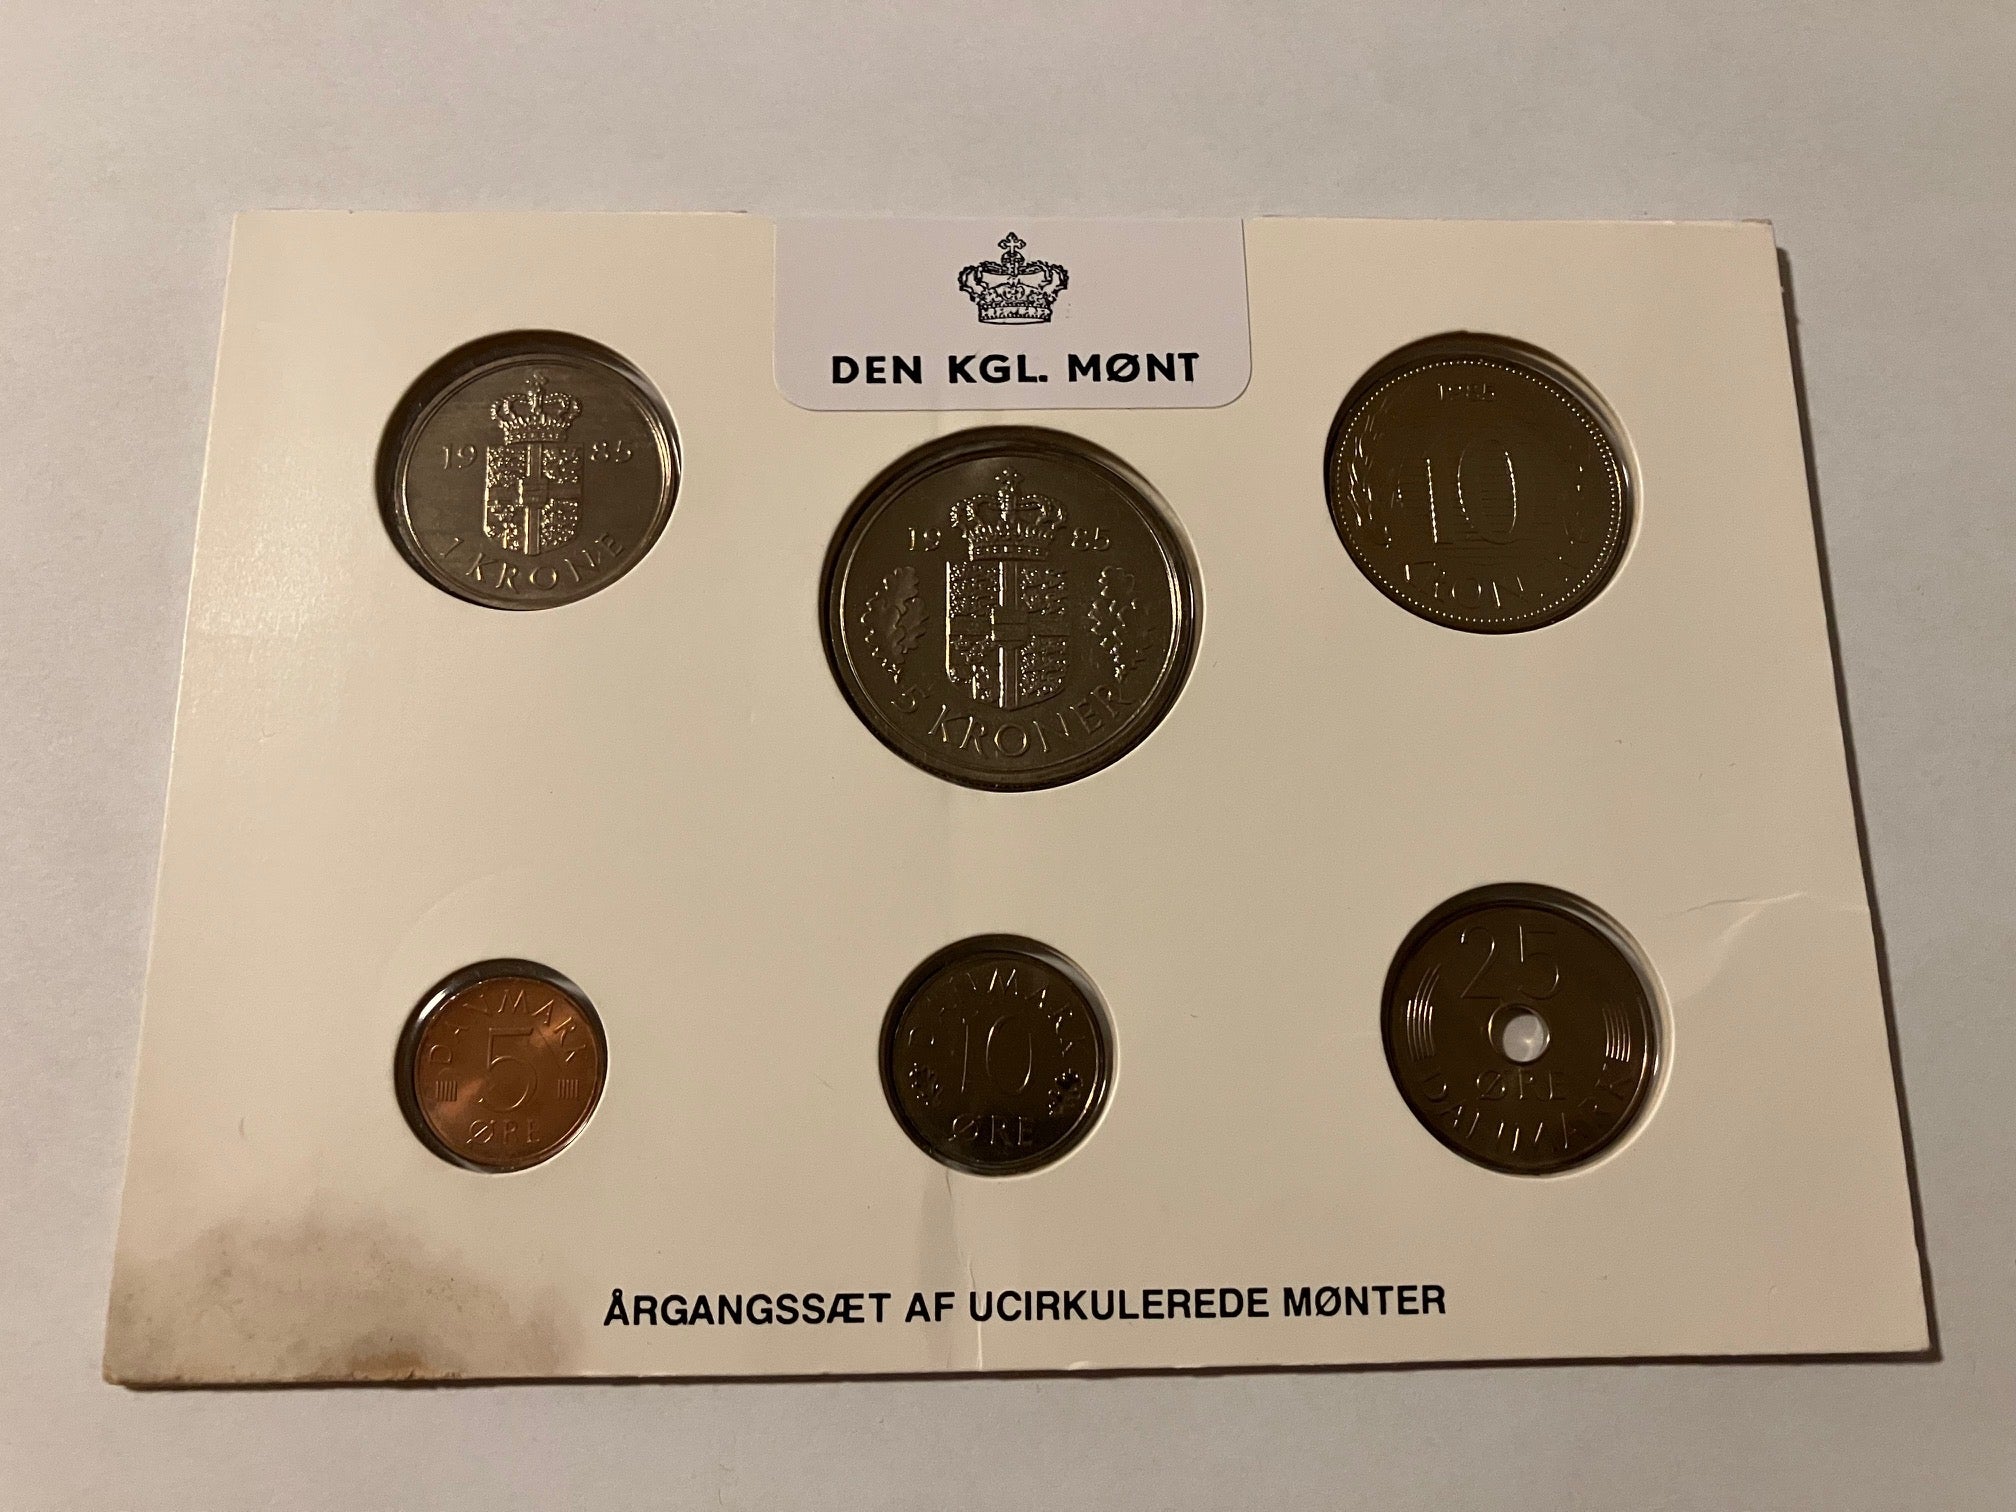 DEN KGL. MØNT
19 85
1 KRONE
19 85
5 KRONER
1985
10
KRONER
DANMARK
5
ØRE
DANMARK
10
ØRE
25
ØRE
DANMARK
ÅRGANGSSÆT AF UCIRKULEREDE MØNTER